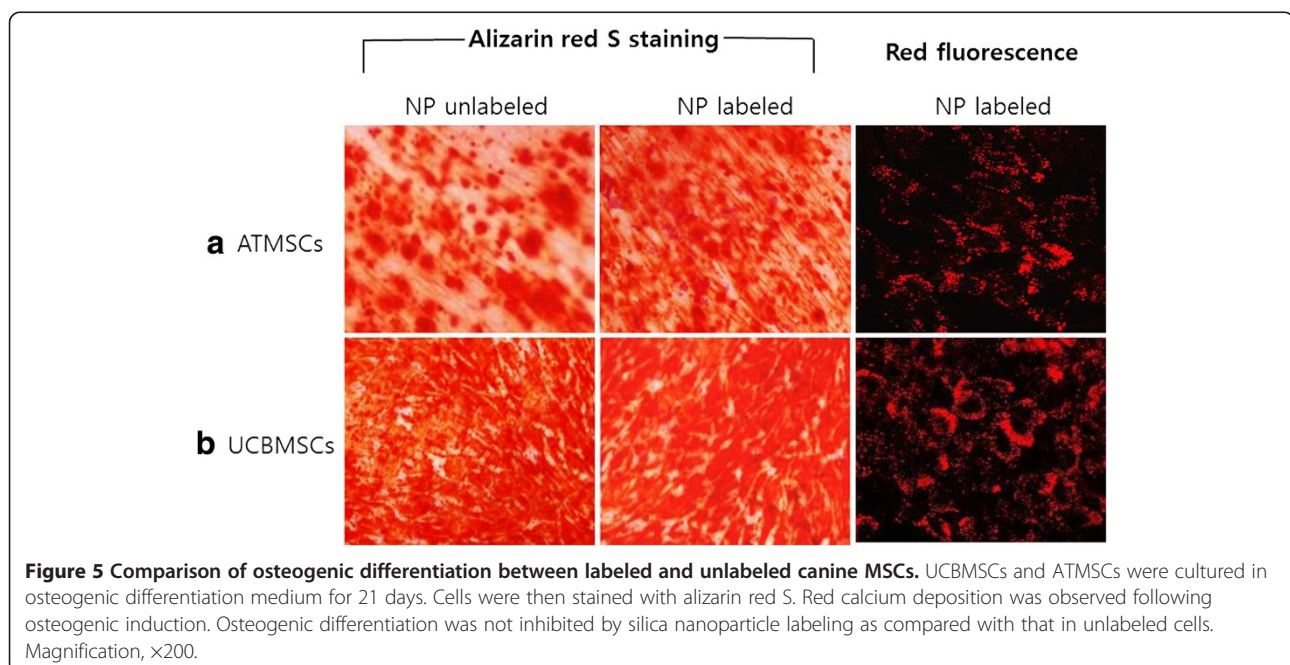 Alizarin red S staining
Red fluorescence
NP unlabeled NP labeled NP labeled
a ATMSCs
b UCBMSCs
Figure 5 Comparison of osteogenic differentiation between labeled and unlabeled canine MSCs. UCBMSCs and ATMSCs were cultured in
osteogenic differentiation medium for 21 days. Cells were then stained with alizarin red S. Red calcium deposition was observed following
osteogenic induction. Osteogenic differentiation was not inhibited by silica nanoparticle labeling as compared with that in unlabeled cells.
Magnification, ×200.